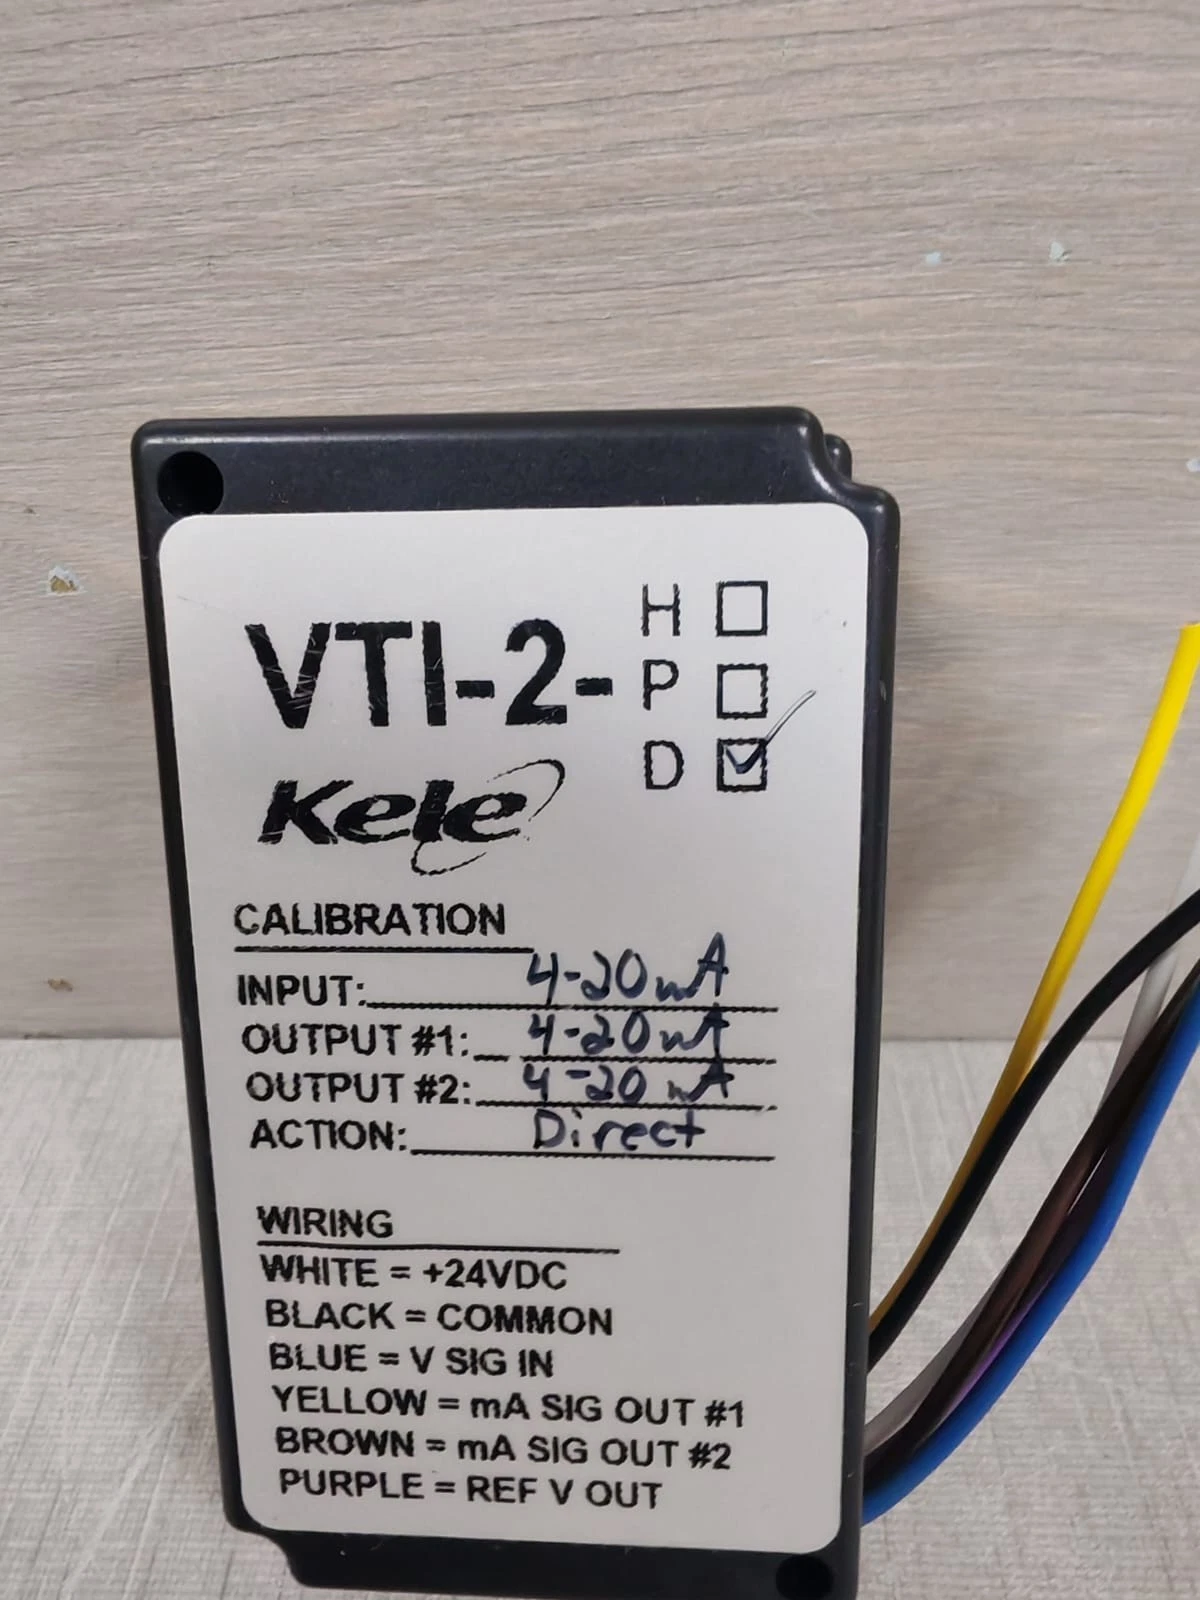 VTI-2-
H
P
D
Kele
CALIBRATION
INPUT: 4-20mA
OUTPUT #1: 4-20mA
OUTPUT #2: 4-20mA
ACTION: Direct
WIRING
WHITE = +24VDC
BLACK = COMMON
BLUE = V SIG IN
YELLOW = mA SIG OUT #1
BROWN = mA SIG OUT #2
PURPLE = REF V OUT